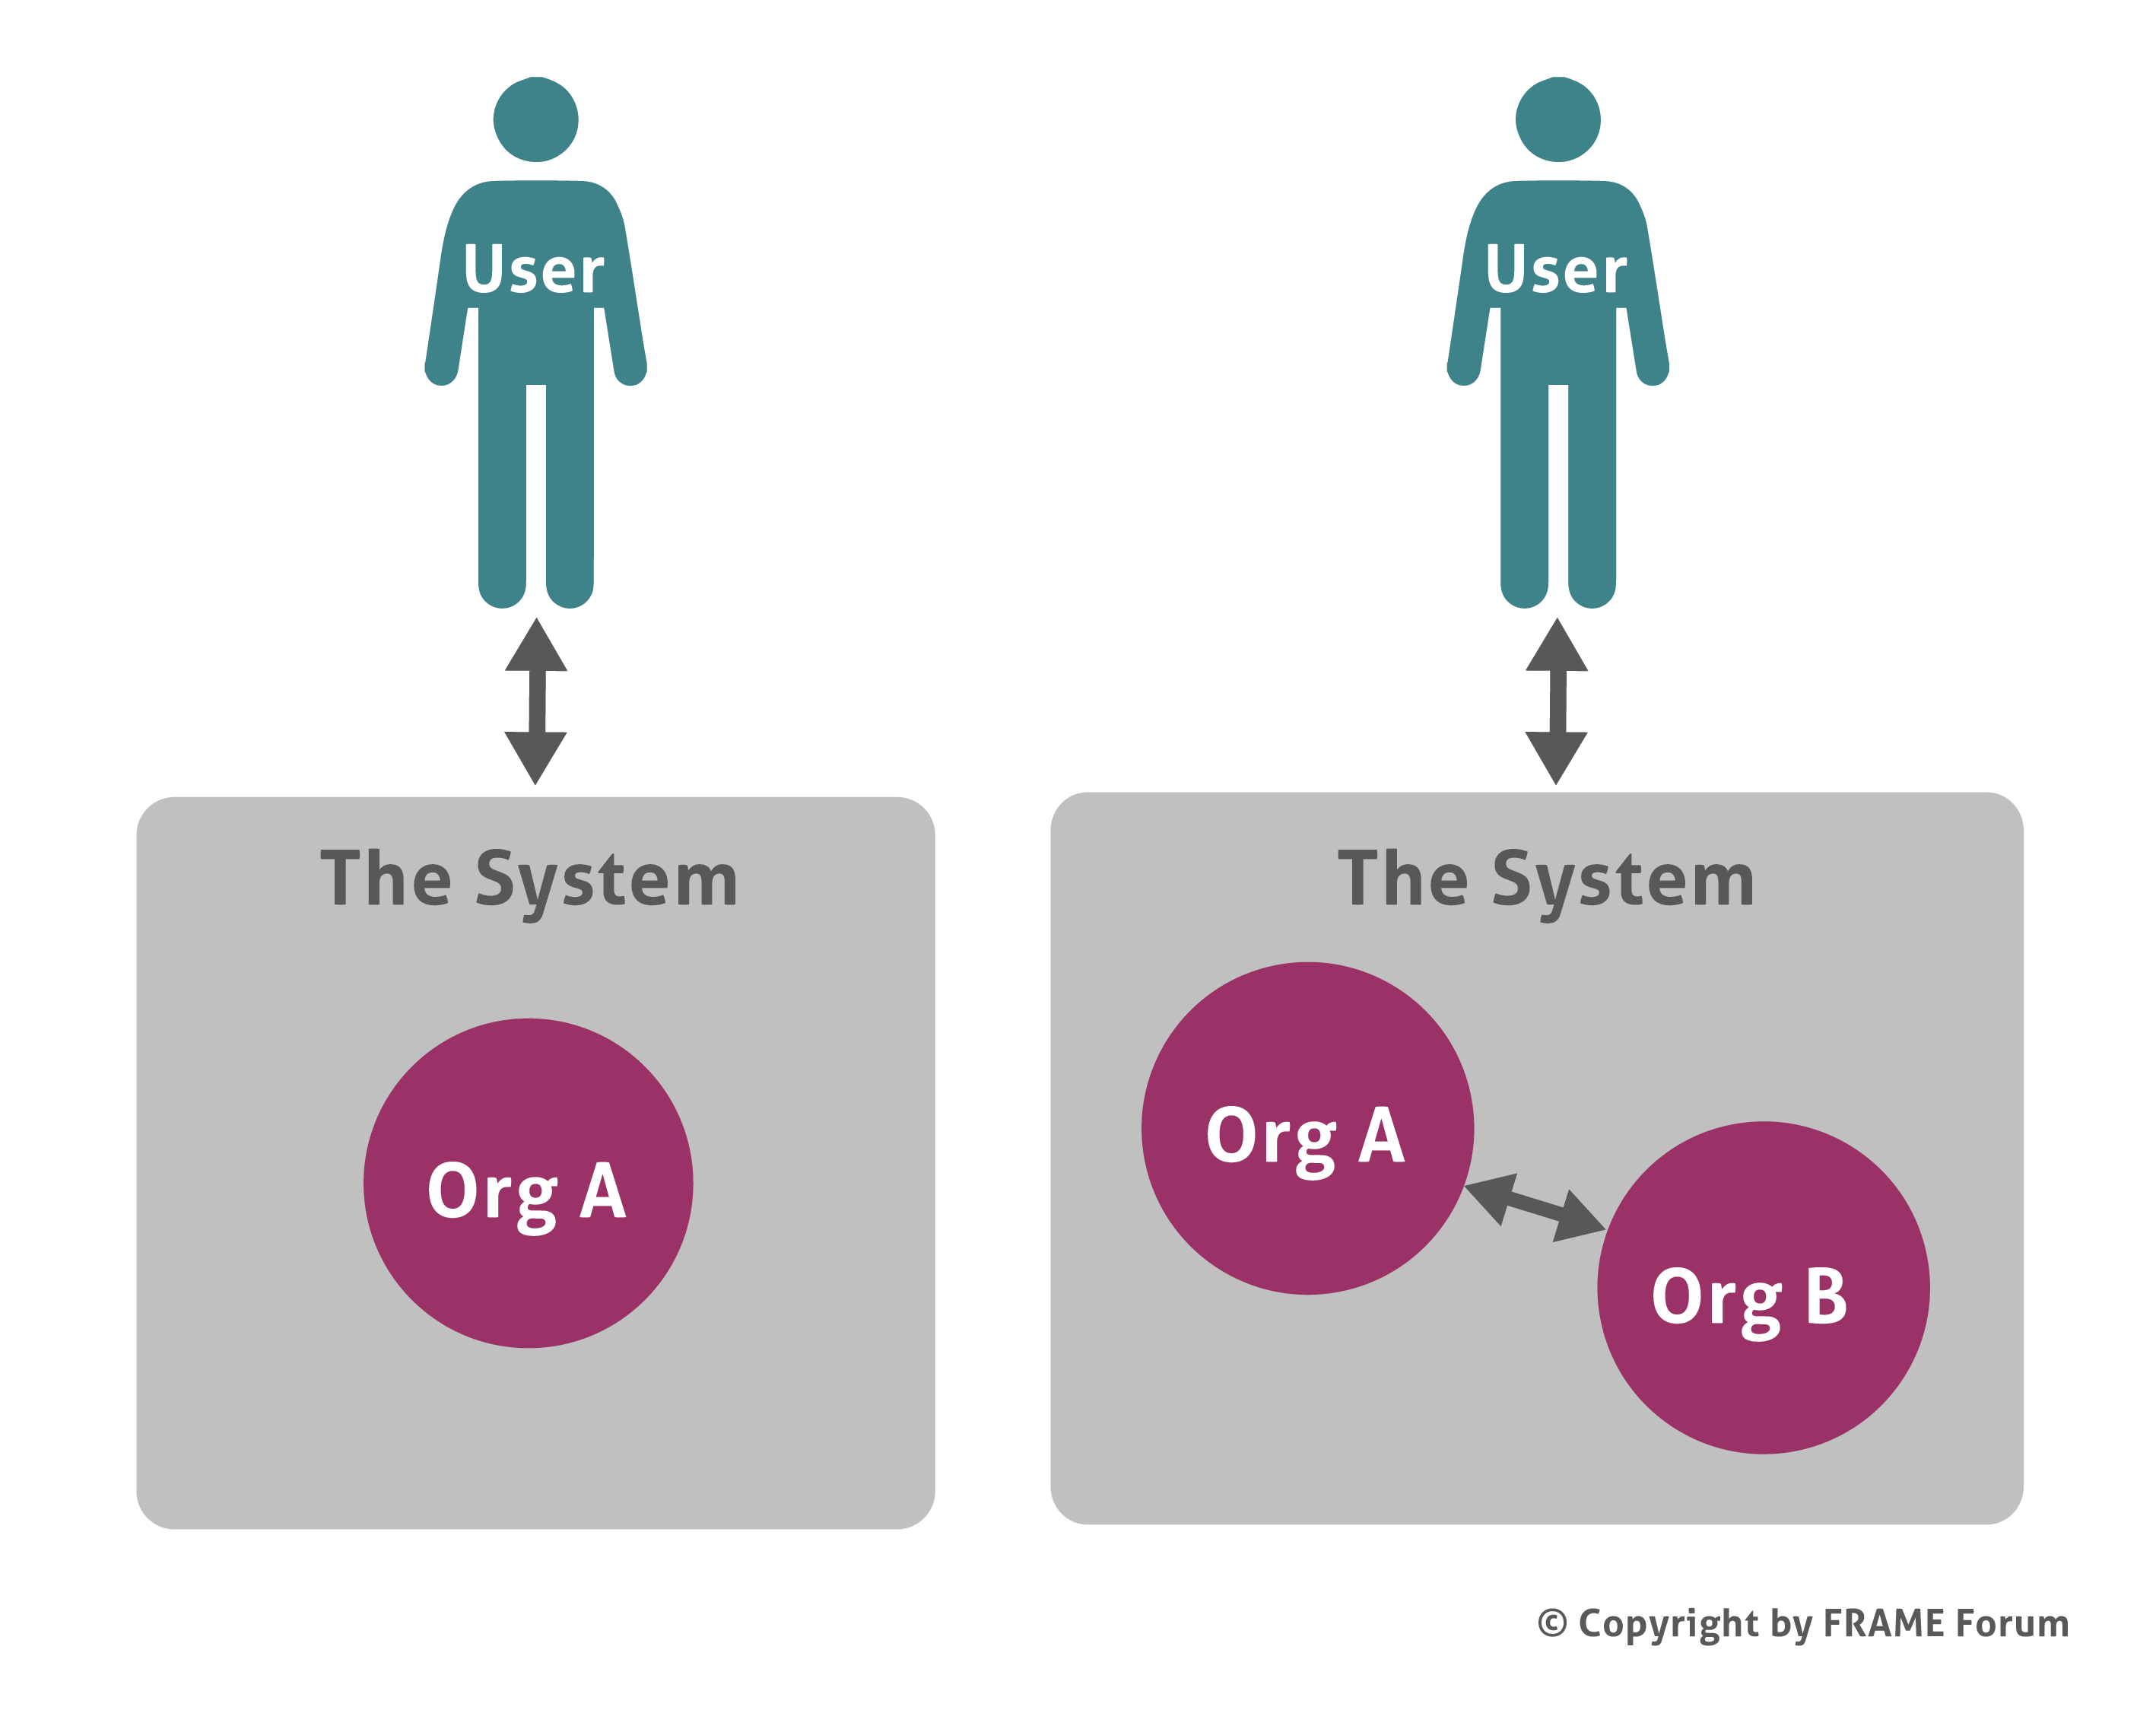 User
User
The System
The System
Org A
Org A
Org B
© Copyright by FRAME Forum